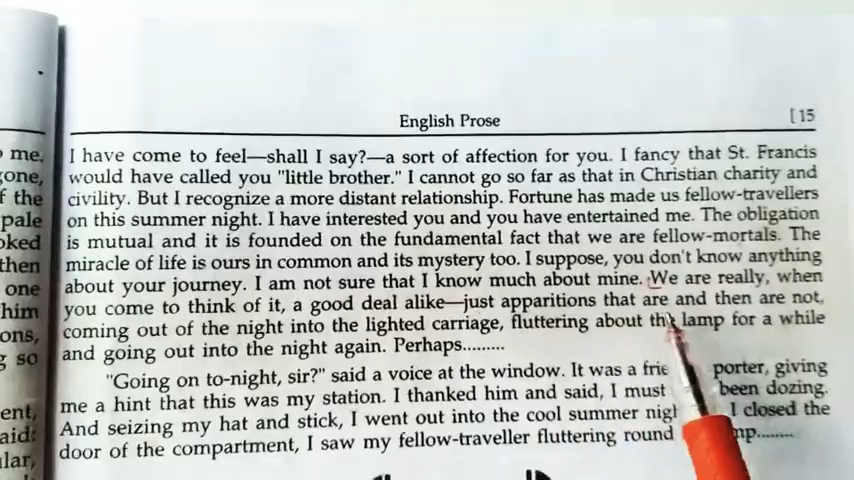 English Prose
[ 15
me.
gone,
f the
pale
oked
then
one
him
ons,
g so
ent,
aid:
lar,
I have come to feel—shall I say?—a sort of affection for you. I fancy that St. Francis
would have called you "little brother." I cannot go so far as that in Christian charity and
civility. But I recognize a more distant relationship. Fortune has made us fellow-travellers
on this summer night. I have interested you and you have entertained me. The obligation
is mutual and it is founded on the fundamental fact that we are fellow-mortals. The
miracle of life is ours in common and its mystery too. I suppose, you don't know anything
about your journey. I am not sure that I know much about mine. We are really, when
you come to think of it, a good deal alike—just apparitions that are and then are not,
coming out of the night into the lighted carriage, fluttering about the lamp for a while
and going out into the night again. Perhaps.........
"Going on to-night, sir?" said a voice at the window. It was a frie porter, giving
me a hint that this was my station. I thanked him and said, I must been dozing.
And seizing my hat and stick, I went out into the cool summer nig I closed the
door of the compartment, I saw my fellow-traveller fluttering round mp........